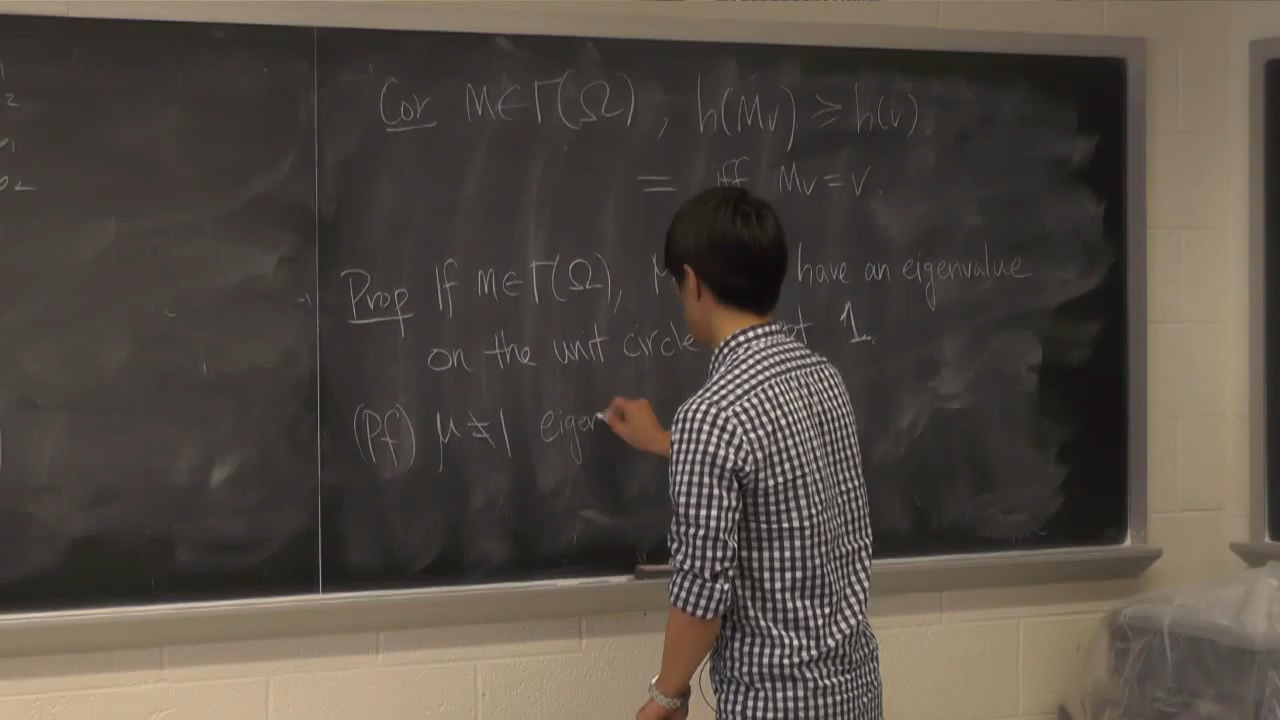 Cor M∈Γ(Ω), h(Mv) ≥ h(v)
= iff Mv = v.
Prop If M∈Γ(Ω), have an eigenvalue
on the unit circle 1.
(Pf) μ≠1 eigen